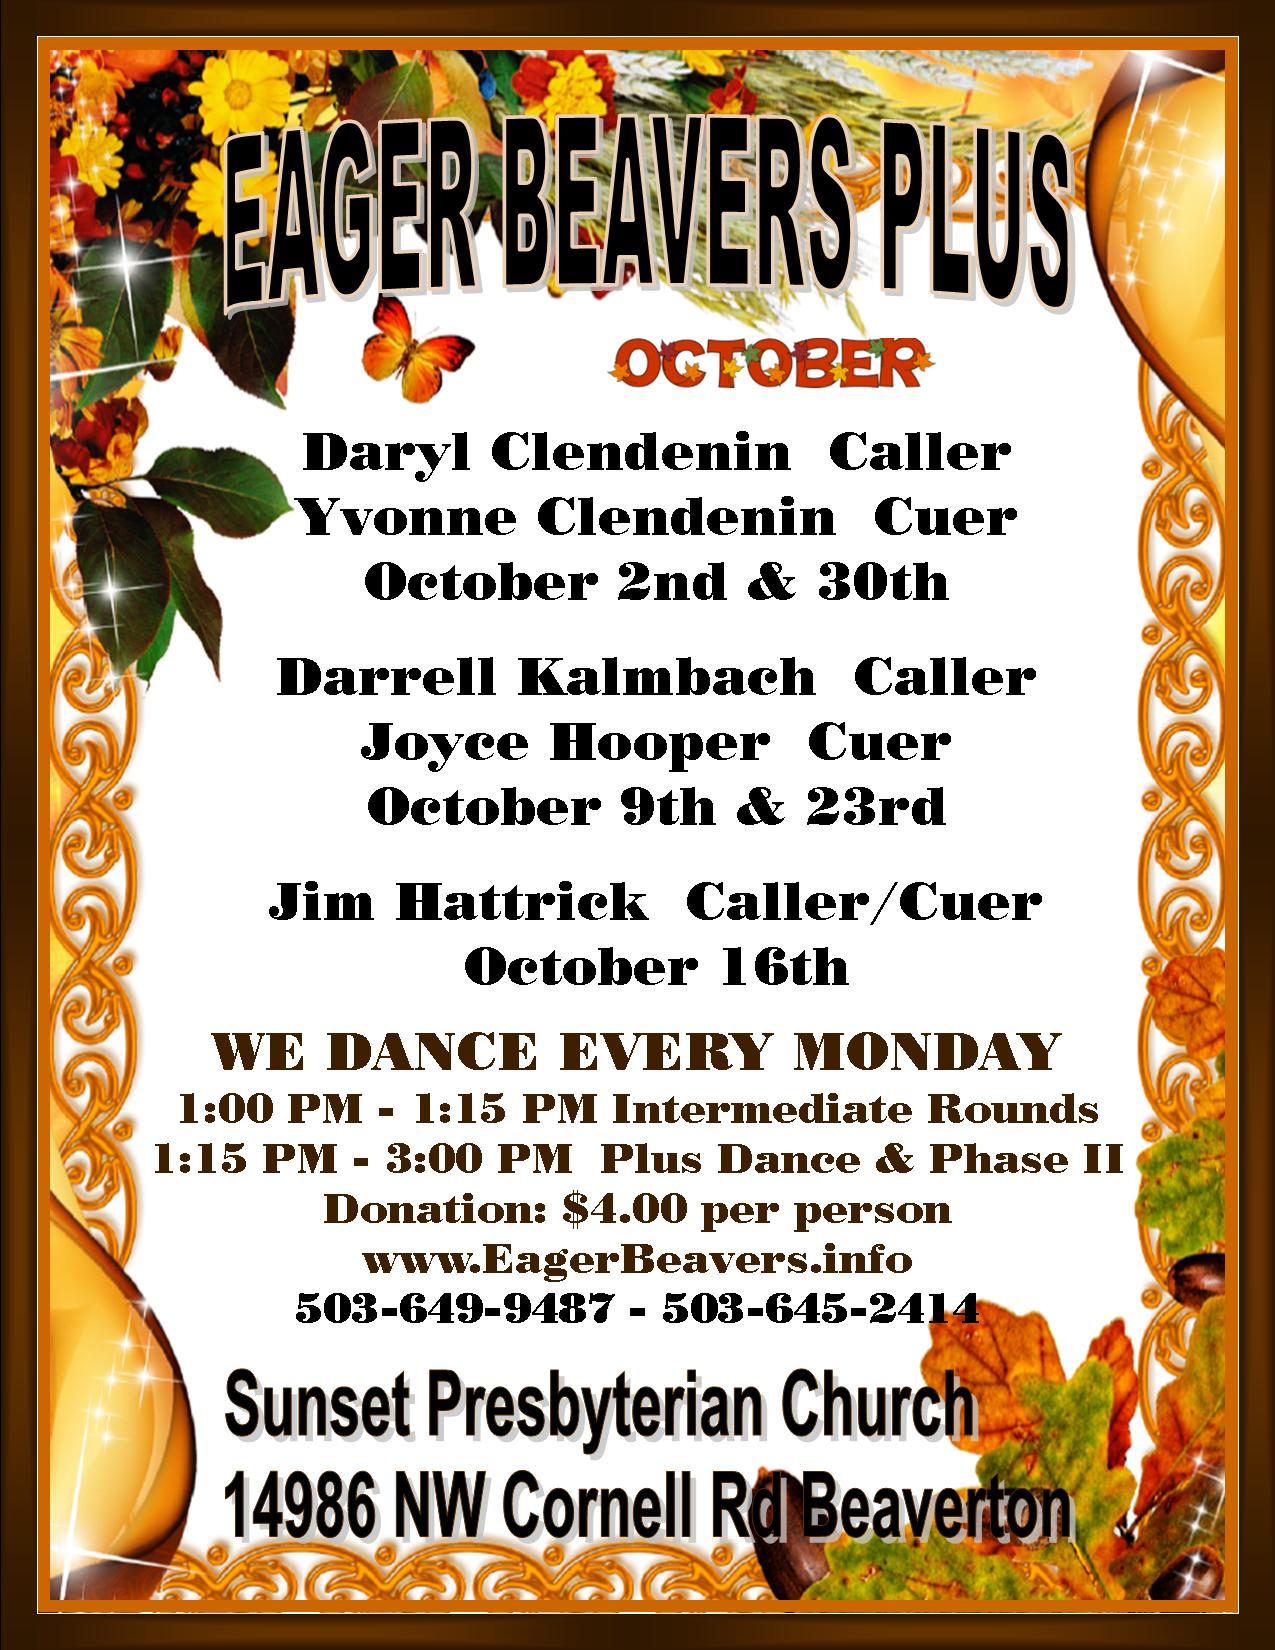 EAGER BEAVERS PLUS
OCTOBER
Daryl Clendenin  Caller
Yvonne Clendenin  Cuer
October 2nd & 30th
Darrell Kalmbach  Caller
Joyce Hooper  Cuer
October 9th & 23rd
Jim Hattrick  Caller/Cuer
October 16th
WE DANCE EVERY MONDAY
1:00 PM - 1:15 PM Intermediate Rounds
1:15 PM - 3:00 PM  Plus Dance & Phase II
Donation: $4.00 per person
www.EagerBeavers.info
503-649-9487 - 503-645-2414
Sunset Presbyterian Church
14986 NW Cornell Rd Beaverton